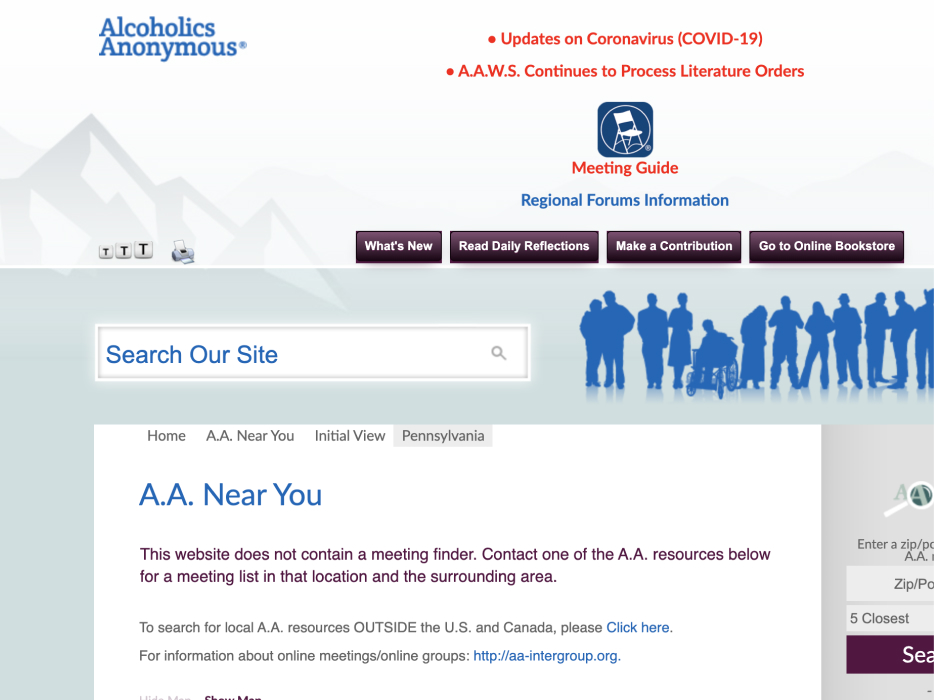 Alcoholics
Anonymous®
• Updates on Coronavirus (COVID-19)
• A.A.W.S. Continues to Process Literature Orders
Meeting Guide
Regional Forums Information
T T T
What's New
Read Daily Reflections
Make a Contribution
Go to Online Bookstore
Search Our Site
Home
A.A. Near You
Initial View
Pennsylvania
A.A. Near You
This website does not contain a meeting finder. Contact one of the A.A. resources below
for a meeting list in that location and the surrounding area.
To search for local A.A. resources OUTSIDE the U.S. and Canada, please Click here.
For information about online meetings/online groups: http://aa-intergroup.org.
Hide Map Show Map
Enter a zip/po
A.A.
Zip/Po
5 Closest
Sea